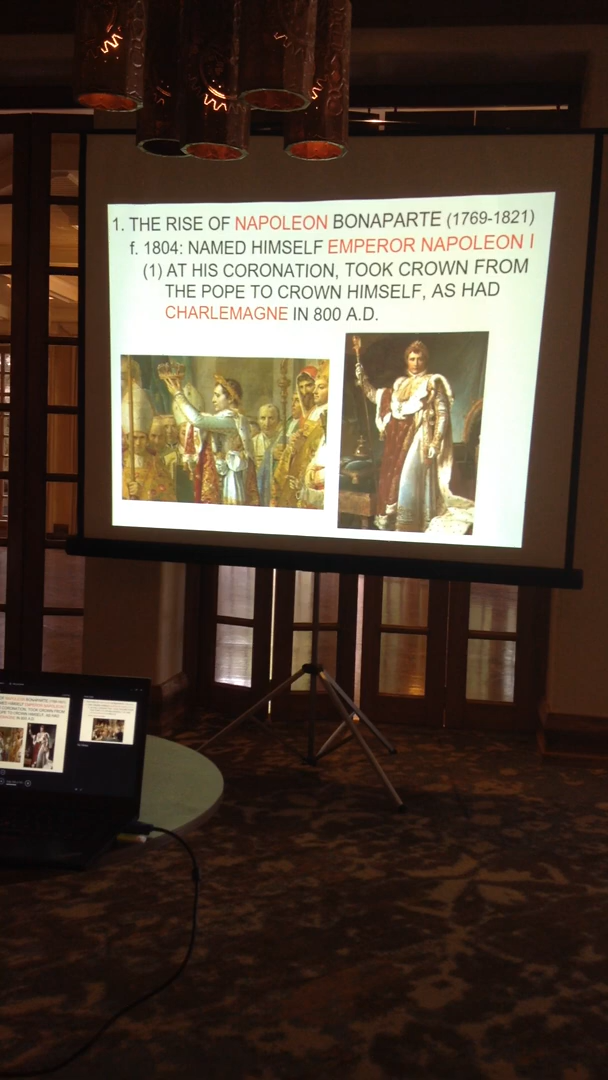 1. THE RISE OF NAPOLEON BONAPARTE (1769-1821)
f. 1804: NAMED HIMSELF EMPEROR NAPOLEON I
(1) AT HIS CORONATION, TOOK CROWN FROM
THE POPE TO CROWN HIMSELF, AS HAD
CHARLEMAGNE IN 800 A.D.